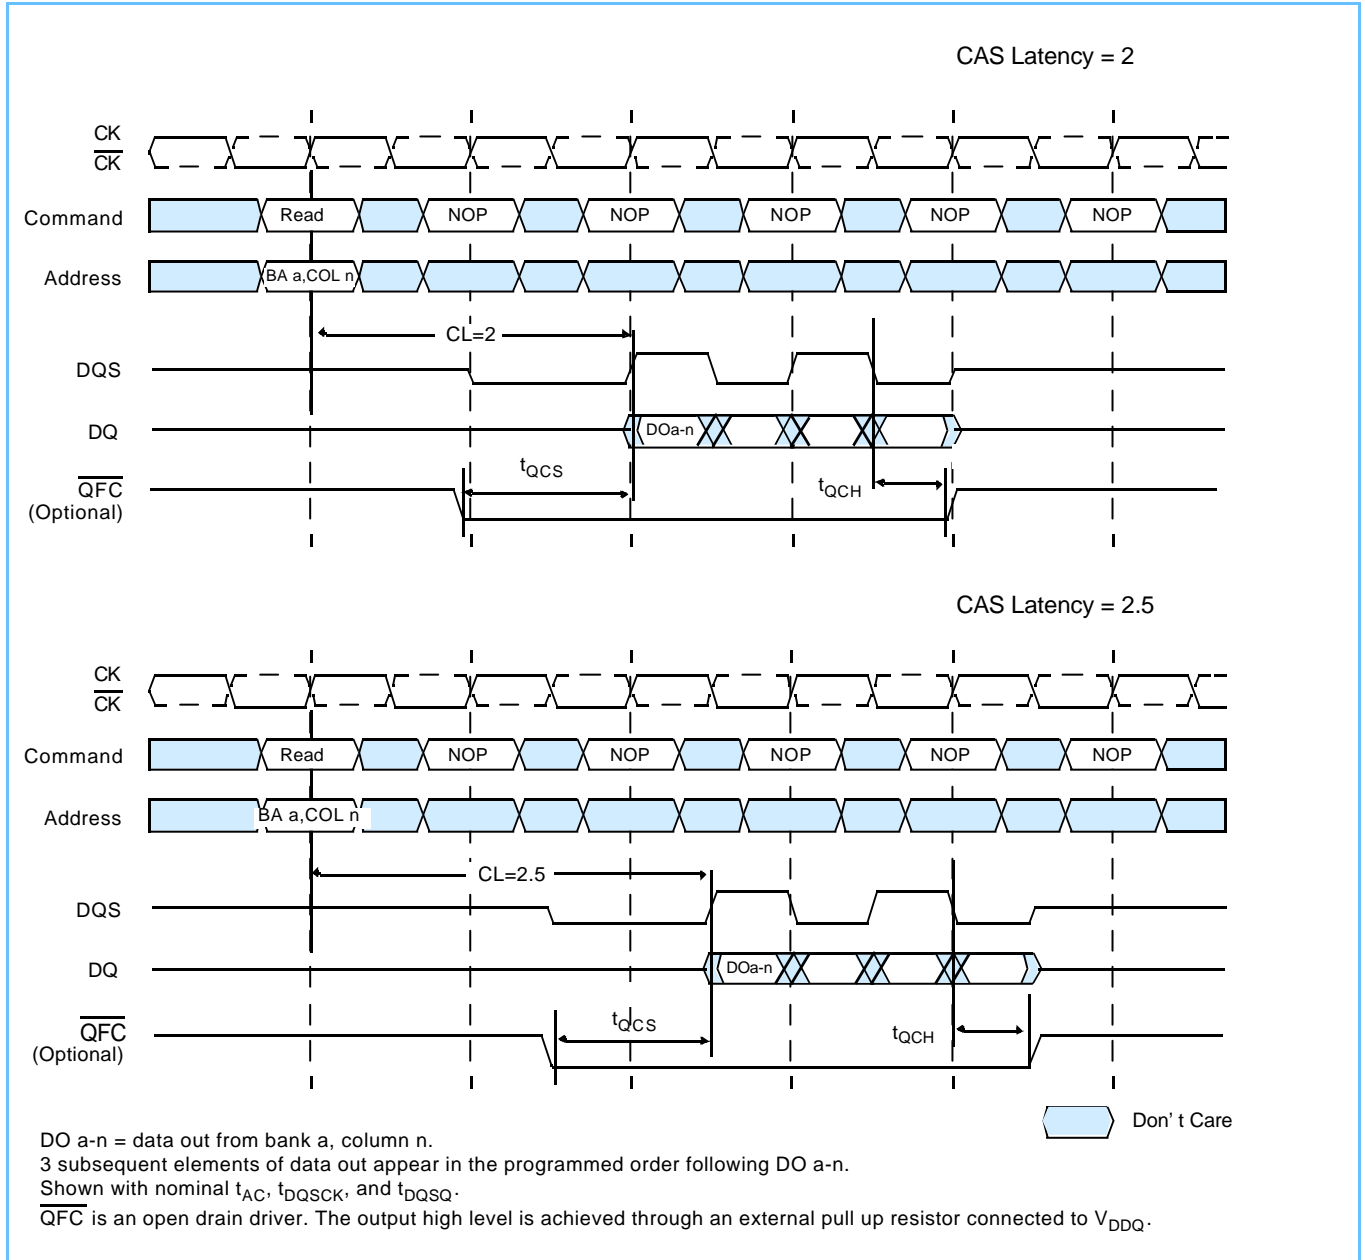 CAS Latency = 2
CK
CK
Command
Read NOP NOP NOP NOP NOP
Address
BA a,COL n
CL=2
DQS
DQ
DOa-n
tQCS
tQCH
QFC
(Optional)
CAS Latency = 2.5
CK
CK
Command
Read NOP NOP NOP NOP NOP
Address
BA a,COL n
CL=2.5
DQS
DQ
DOa-n
tQCS
tQCH
QFC
(Optional)
Don' t Care
DO a-n = data out from bank a, column n.
3 subsequent elements of data out appear in the programmed order following DO a-n.
Shown with nominal tAC, tDQSCK, and tDQSQ.
QFC is an open drain driver. The output high level is achieved through an external pull up resistor connected to VDDQ.